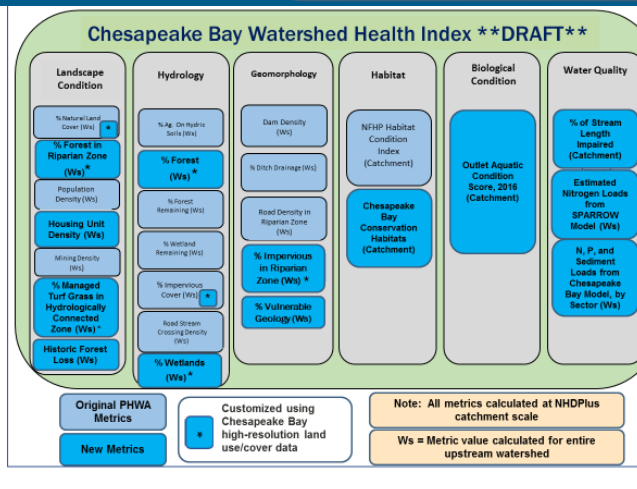 Chesapeake Bay Watershed Health Index **DRAFT**
Landscape
Condition
% Natural Land
Cover (Ws)
*
% Forest in
Riparian Zone
(Ws)*
Population
Density (Ws)
Housing Unit
Density (Ws)
Mining Density
(Ws)
% Managed
Turf Grass in
Hydrologically
Connected
Zone (Ws) *
Historic Forest
Loss (Ws)
Hydrology
% Ag. On Hydric
Soils (Ws)
% Forest
(Ws) *
% Forest
Remaining (Ws)
% Wetland
Remaining (Ws)
% Impervious
Cover (Ws)
*
Road Stream
Crossing Density
(Ws)
% Wetlands
(Ws) *
Geomorphology
Dam Density
(Ws)
% Ditch Drainage (Ws)
Road Density in
Riparian Zone
(Ws)
% Impervious
in Riparian
Zone (Ws) *
% Vulnerable
Geology (Ws)
Habitat
NFHP Habitat
Condition
Index
(Catchment)
Chesapeake
Bay
Conservation
Habitats
(Catchment)
Biological
Condition
Outlet Aquatic
Condition
Score, 2016
(Catchment)
Water Quality
% of Stream
Length
Impaired
(Catchment)
Estimated
Nitrogen Loads
from
SPARROW
Model (Ws)
N, P, and
Sediment
Loads from
Chesapeake
Bay Model, by
Sector (Ws)
Original PHWA
Metrics
New Metrics
*
Customized using
Chesapeake Bay
high-resolution land
use/cover data
Note: All metrics calculated at NHDPlus
catchment scale
Ws = Metric value calculated for entire
upstream watershed